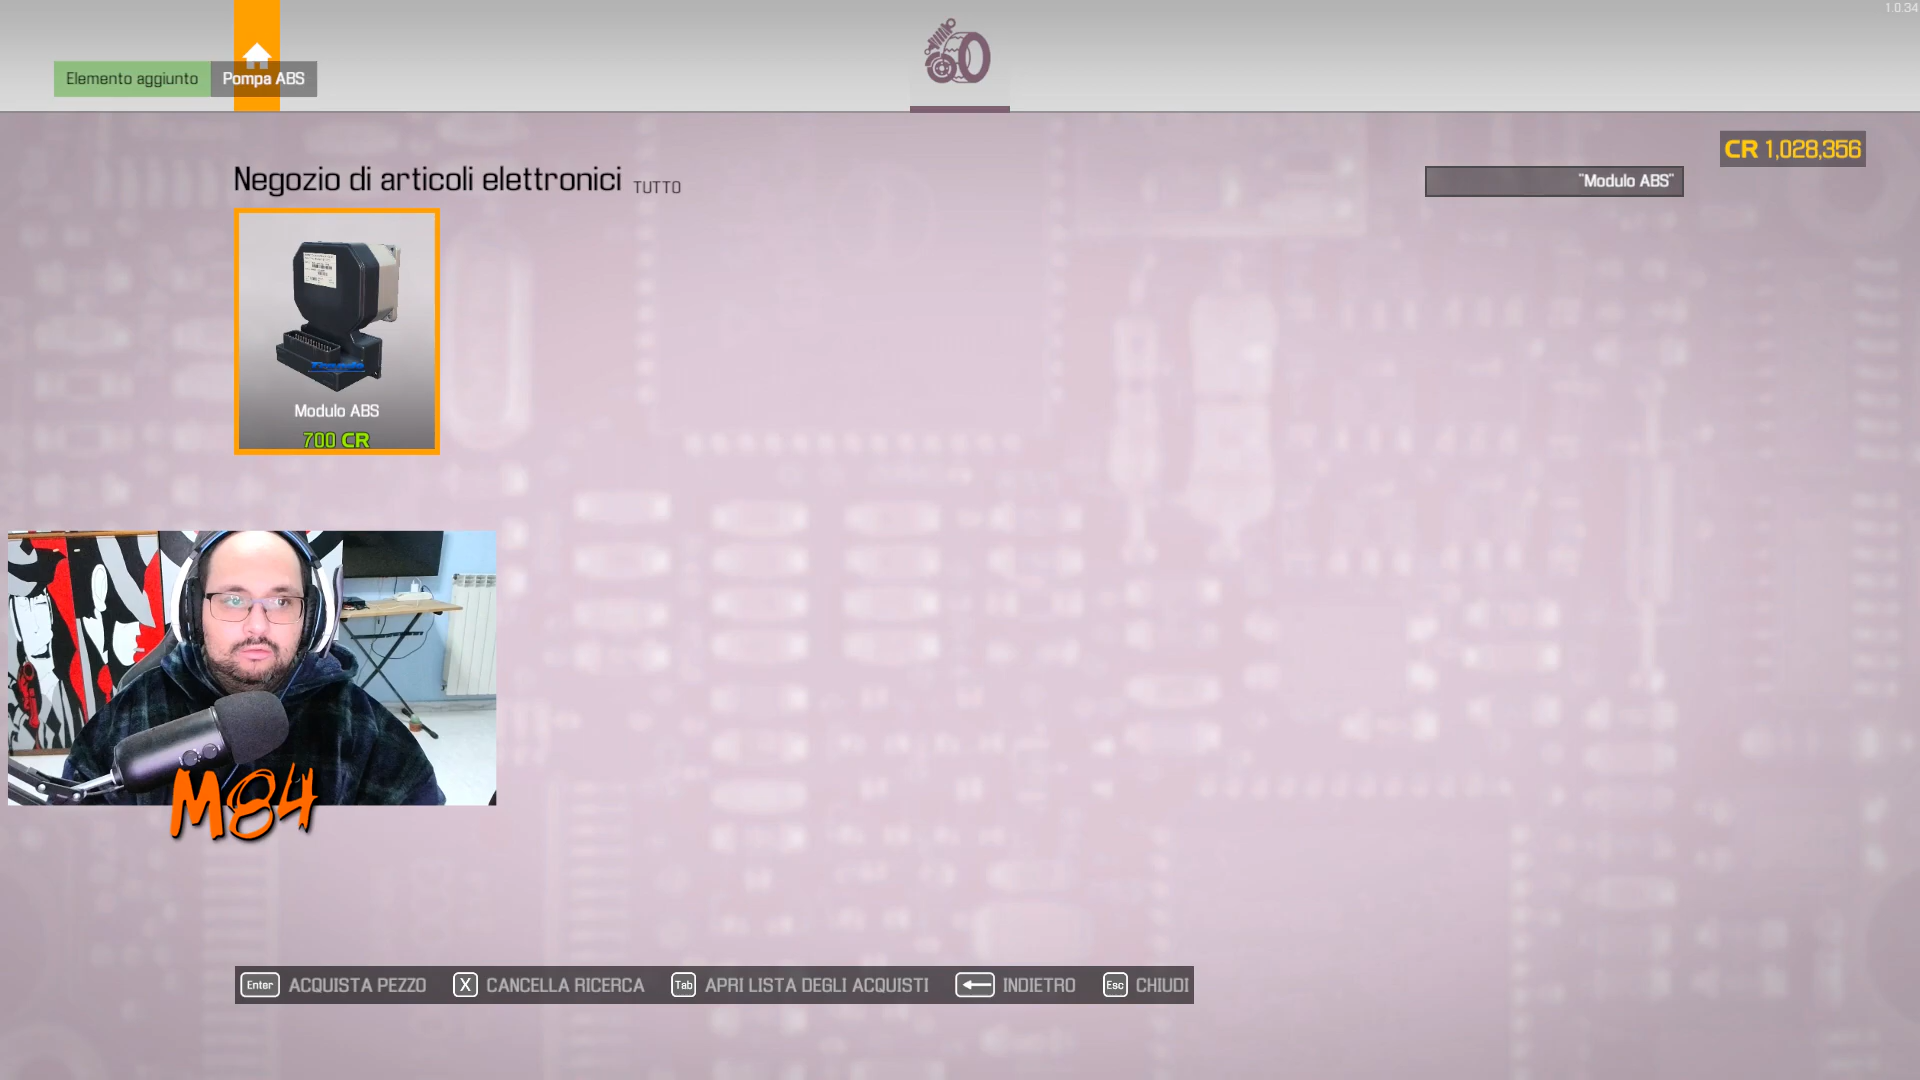 1.0.34
Elemento aggiunto Pompa ABS
CR 1,028,356
Negozio di articoli elettronici TUTTO
"Modulo ABS"
Modulo ABS
700 CR
M84
Enter ACQUISTA PEZZO X CANCELLA RICERCA Tab APRI LISTA DEGLI ACQUISTI INDIETRO Esc CHIUDI